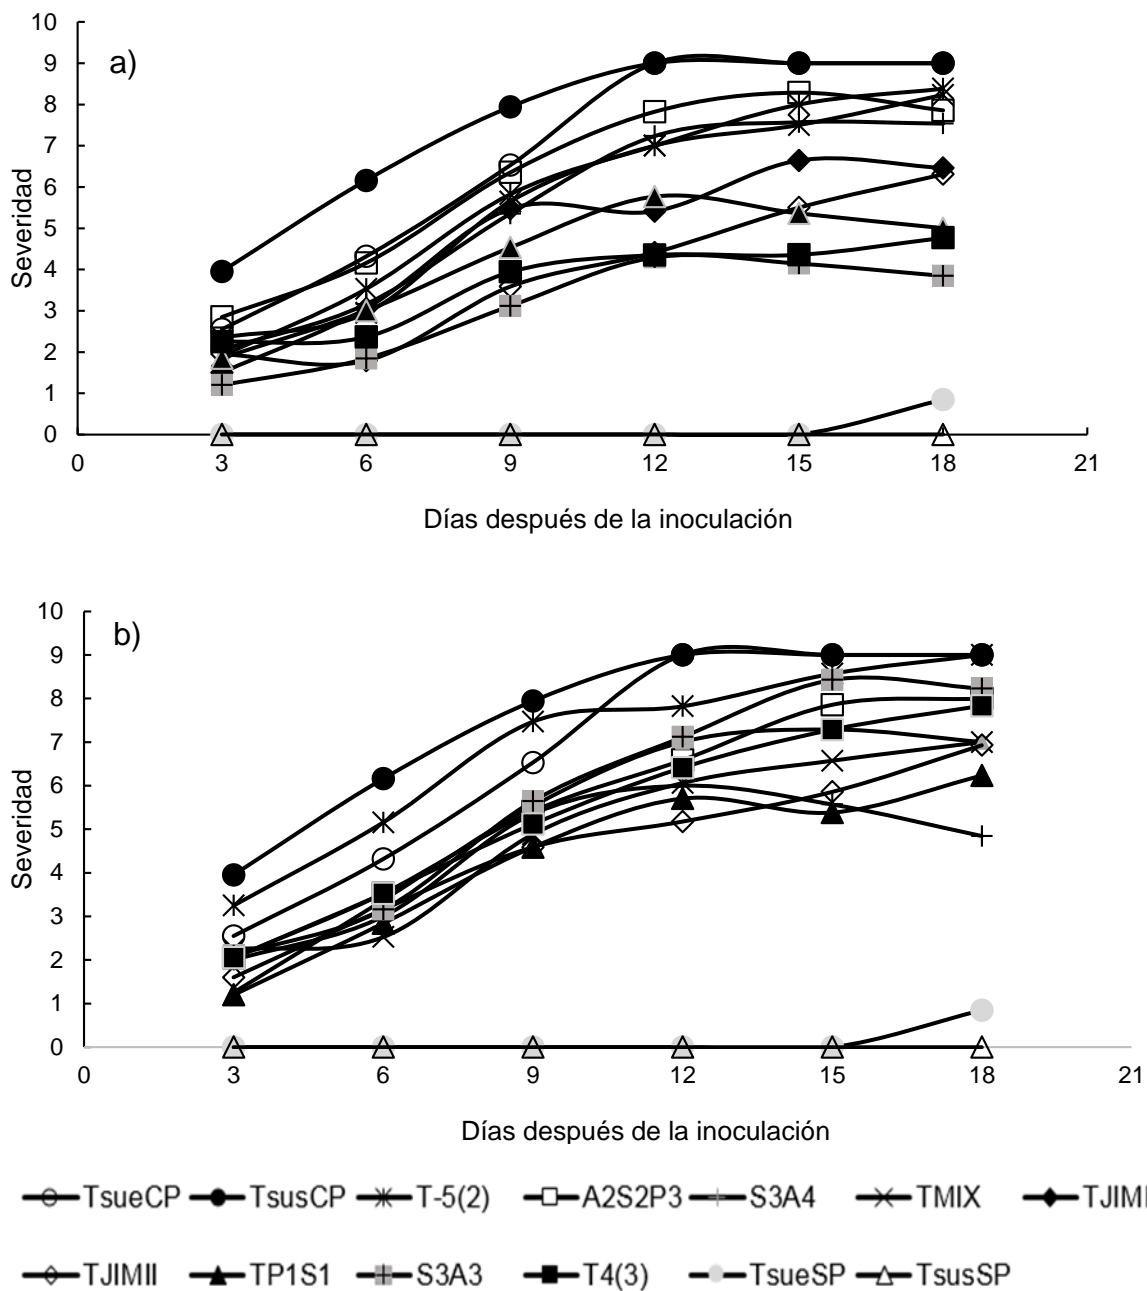 a)
10
9
8
7
6
5
4
3
2
1
0
Severidad
0 3 6 9 12 15 18 21
Días después de la inoculación
b)
10
9
8
7
6
5
4
3
2
1
0
Severidad
0 3 6 9 12 15 18 21
Días después de la inoculación
TsueCP TsusCP T-5(2) A2S2P3 S3A4 TMIX TJIMI
TJIMII TP1S1 S3A3 T4(3) TsueSP TsusSP